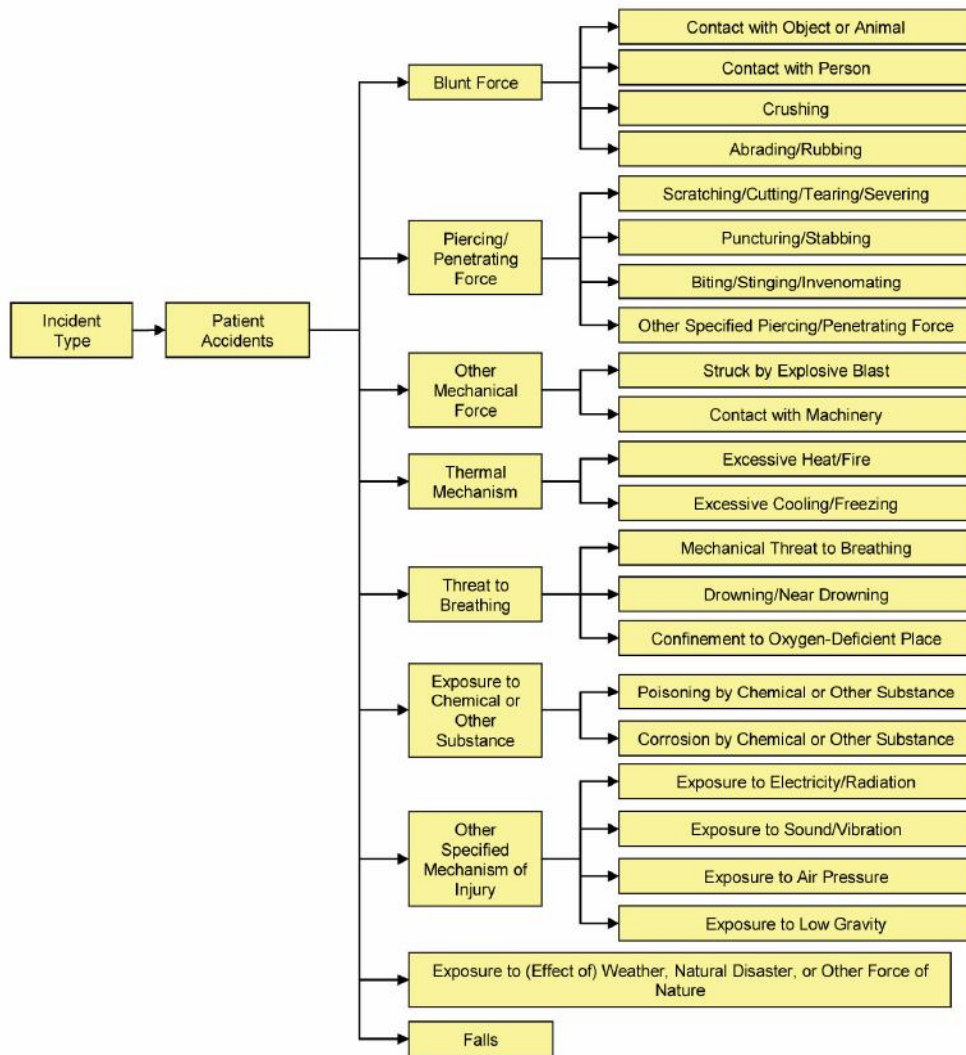 Incident
Type
Patient
Accidents
Blunt Force
Contact with Object or Animal
Contact with Person
Crushing
Abrading/Rubbing
Piercing/
Penetrating
Force
Scratching/Cutting/Tearing/Severing
Puncturing/Stabbing
Biting/Stinging/Invenomating
Other Specified Piercing/Penetrating Force
Other
Mechanical
Force
Struck by Explosive Blast
Contact with Machinery
Thermal
Mechanism
Excessive Heat/Fire
Excessive Cooling/Freezing
Threat to
Breathing
Mechanical Threat to Breathing
Drowning/Near Drowning
Confinement to Oxygen-Deficient Place
Exposure to
Chemical or
Other
Substance
Poisoning by Chemical or Other Substance
Corrosion by Chemical or Other Substance
Other
Specified
Mechanism of
Injury
Exposure to Electricity/Radiation
Exposure to Sound/Vibration
Exposure to Air Pressure
Exposure to Low Gravity
Exposure to (Effect of) Weather, Natural Disaster, or Other Force of
Nature
Falls